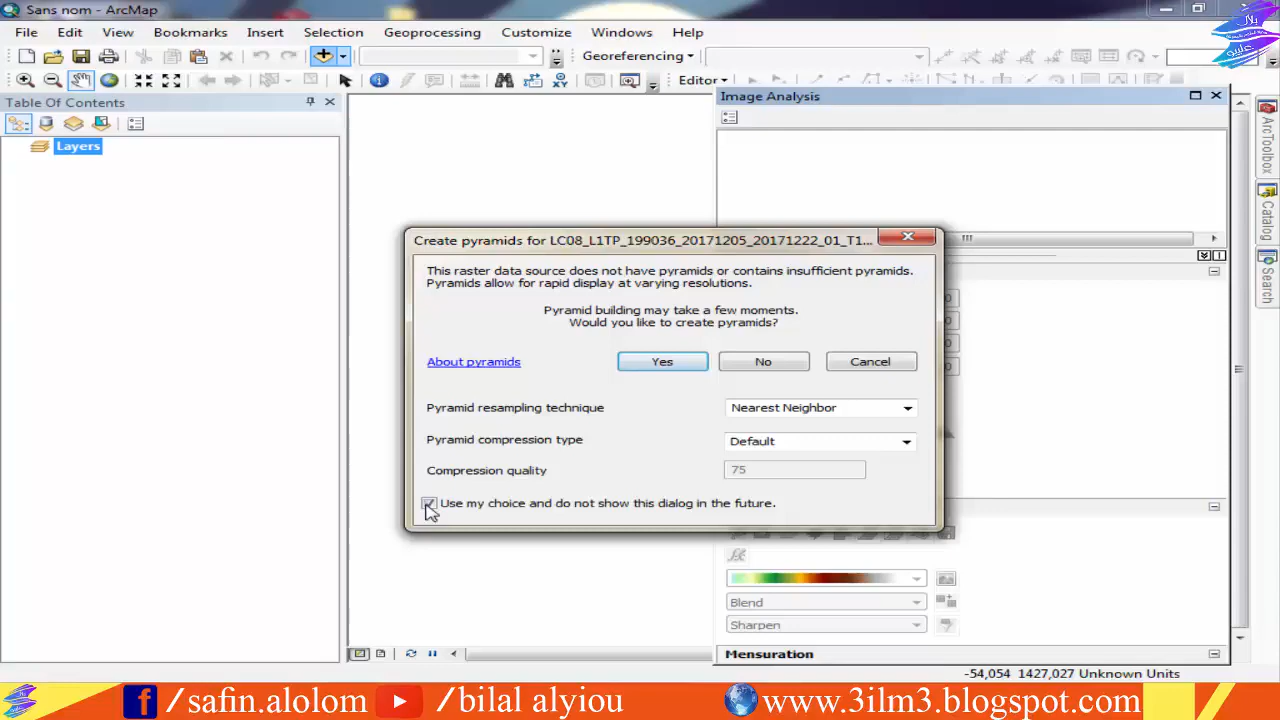 Sans nom - ArcMap
File Edit View Bookmarks Insert Selection Geoprocessing Customize Windows Help
Georeferencing
Editor
Table Of Contents
Image Analysis
Layers
ArcToolbox
Catalog
Search
Create pyramids for LC08_L1TP_199036_20171205_20171222_01_T1...
This raster data source does not have pyramids or contains insufficient pyramids.
Pyramids allow for rapid display at varying resolutions.
Pyramid building may take a few moments.
Would you like to create pyramids?
About pyramids Yes No Cancel
Pyramid resampling technique Nearest Neighbor
Pyramid compression type Default
Compression quality 75
Use my choice and do not show this dialog in the future.
Blend
Sharpen
Mensuration
-54,054 1427,027 Unknown Units
/safin.alolom /bilal alyiou www.3ilm3.blogspot.com